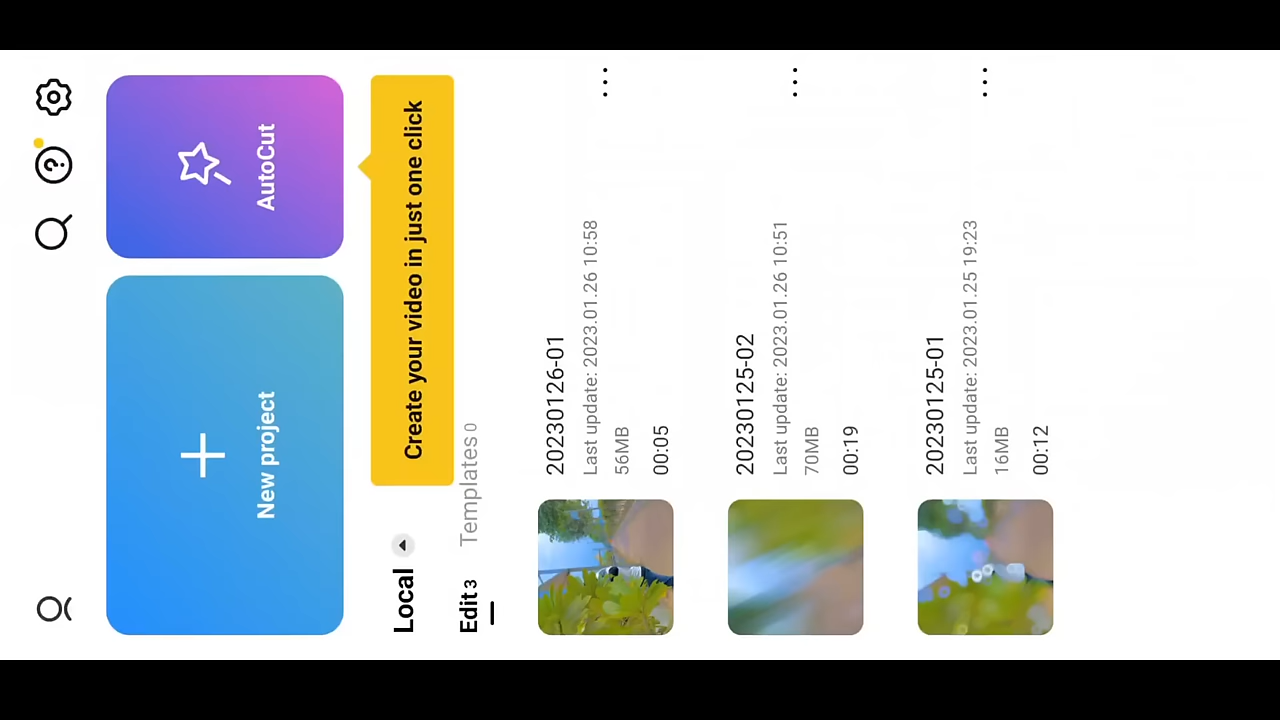 New project
AutoCut
Create your video in just one click
Local
Edit 3
Templates 0
20230126-01
Last update: 2023.01.26 10:58
56MB
00:05
20230125-02
Last update: 2023.01.26 10:51
70MB
00:19
20230125-01
Last update: 2023.01.25 19:23
16MB
00:12